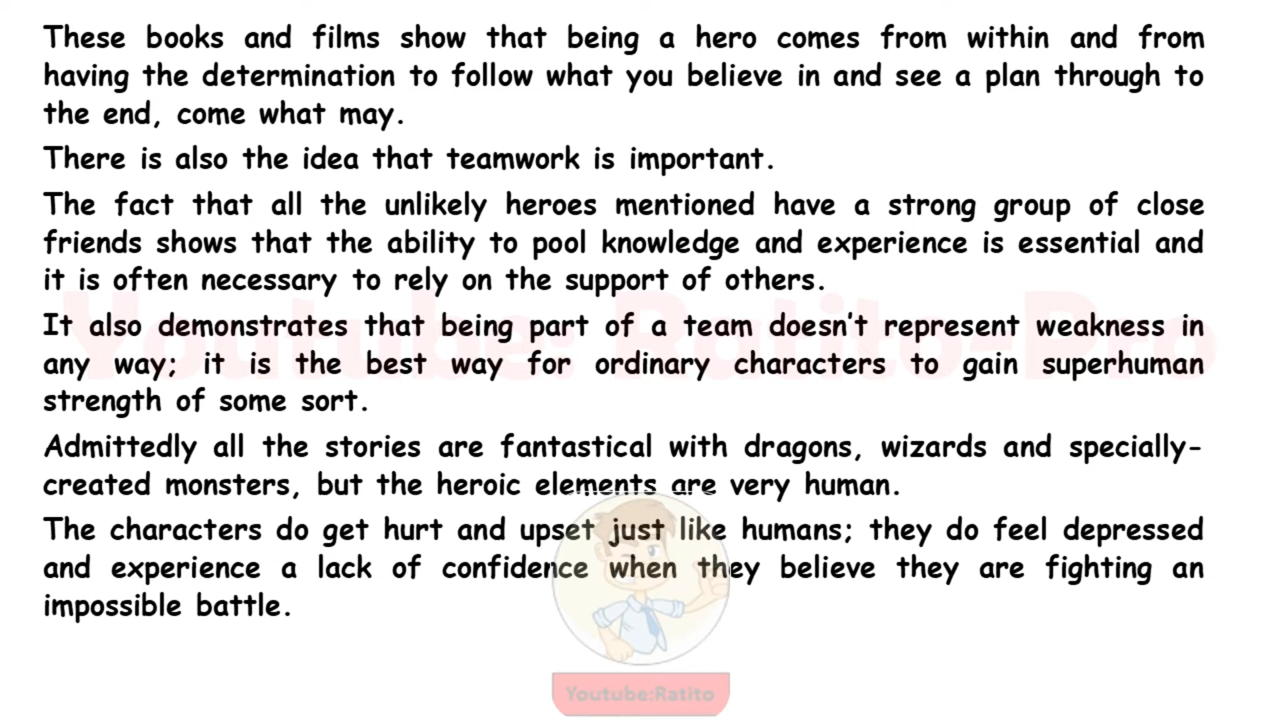 These books and films show that being a hero comes from within and from
having the determination to follow what you believe in and see a plan through to
the end, come what may.
There is also the idea that teamwork is important.
The fact that all the unlikely heroes mentioned have a strong group of close
friends shows that the ability to pool knowledge and experience is essential and
it is often necessary to rely on the support of others.
It also demonstrates that being part of a team doesn't represent weakness in
any way; it is the best way for ordinary characters to gain superhuman
strength of some sort.
Admittedly all the stories are fantastical with dragons, wizards and specially-
created monsters, but the heroic elements are very human.
The characters do get hurt and upset just like humans; they do feel depressed
and experience a lack of confidence when they believe they are fighting an
impossible battle.
Youtube: Ratito-Pro
Youtube:Ratito